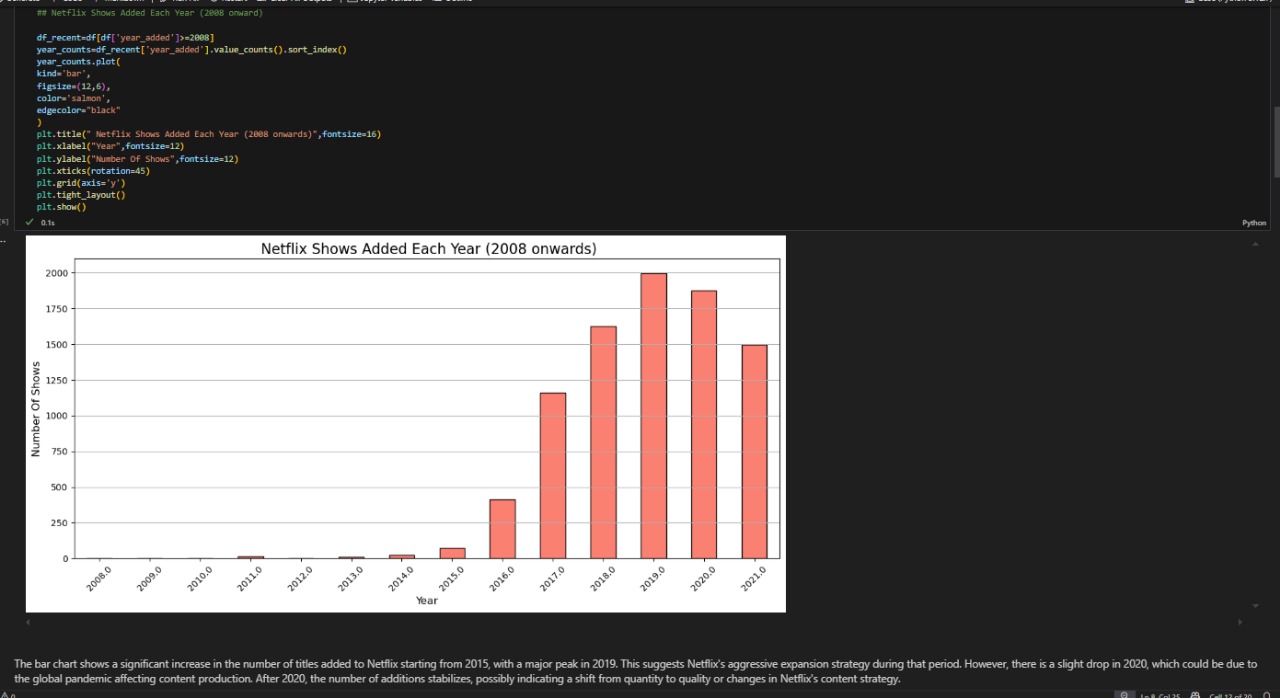 ## Netflix Shows Added Each Year (2008 onward)
df_recent=df[df['year_added']>=2008]
year_counts=df_recent['year_added'].value_counts().sort_index()
year_counts.plot(
kind='bar',
figsize=(12,6),
color='salmon',
edgecolor="black"
)
plt.title(" Netflix Shows Added Each Year (2008 onwards)",fontsize=16)
plt.xlabel("Year",fontsize=12)
plt.ylabel("Number Of Shows",fontsize=12)
plt.xticks(rotation=45)
plt.grid(axis='y')
plt.tight_layout()
plt.show()
[6]
0.1s
Python
Netflix Shows Added Each Year (2008 onwards)
Number Of Shows
2000
1750
1500
1250
1000
750
500
250
0
2008.0 2009.0 2010.0 2011.0 2012.0 2013.0 2014.0 2015.0 2016.0 2017.0 2018.0 2019.0 2020.0 2021.0
Year
The bar chart shows a significant increase in the number of titles added to Netflix starting from 2015, with a major peak in 2019. This suggests Netflix's aggressive expansion strategy during that period. However, there is a slight drop in 2020, which could be due to
the global pandemic affecting content production. After 2020, the number of additions stabilizes, possibly indicating a shift from quantity to quality or changes in Netflix's content strategy.